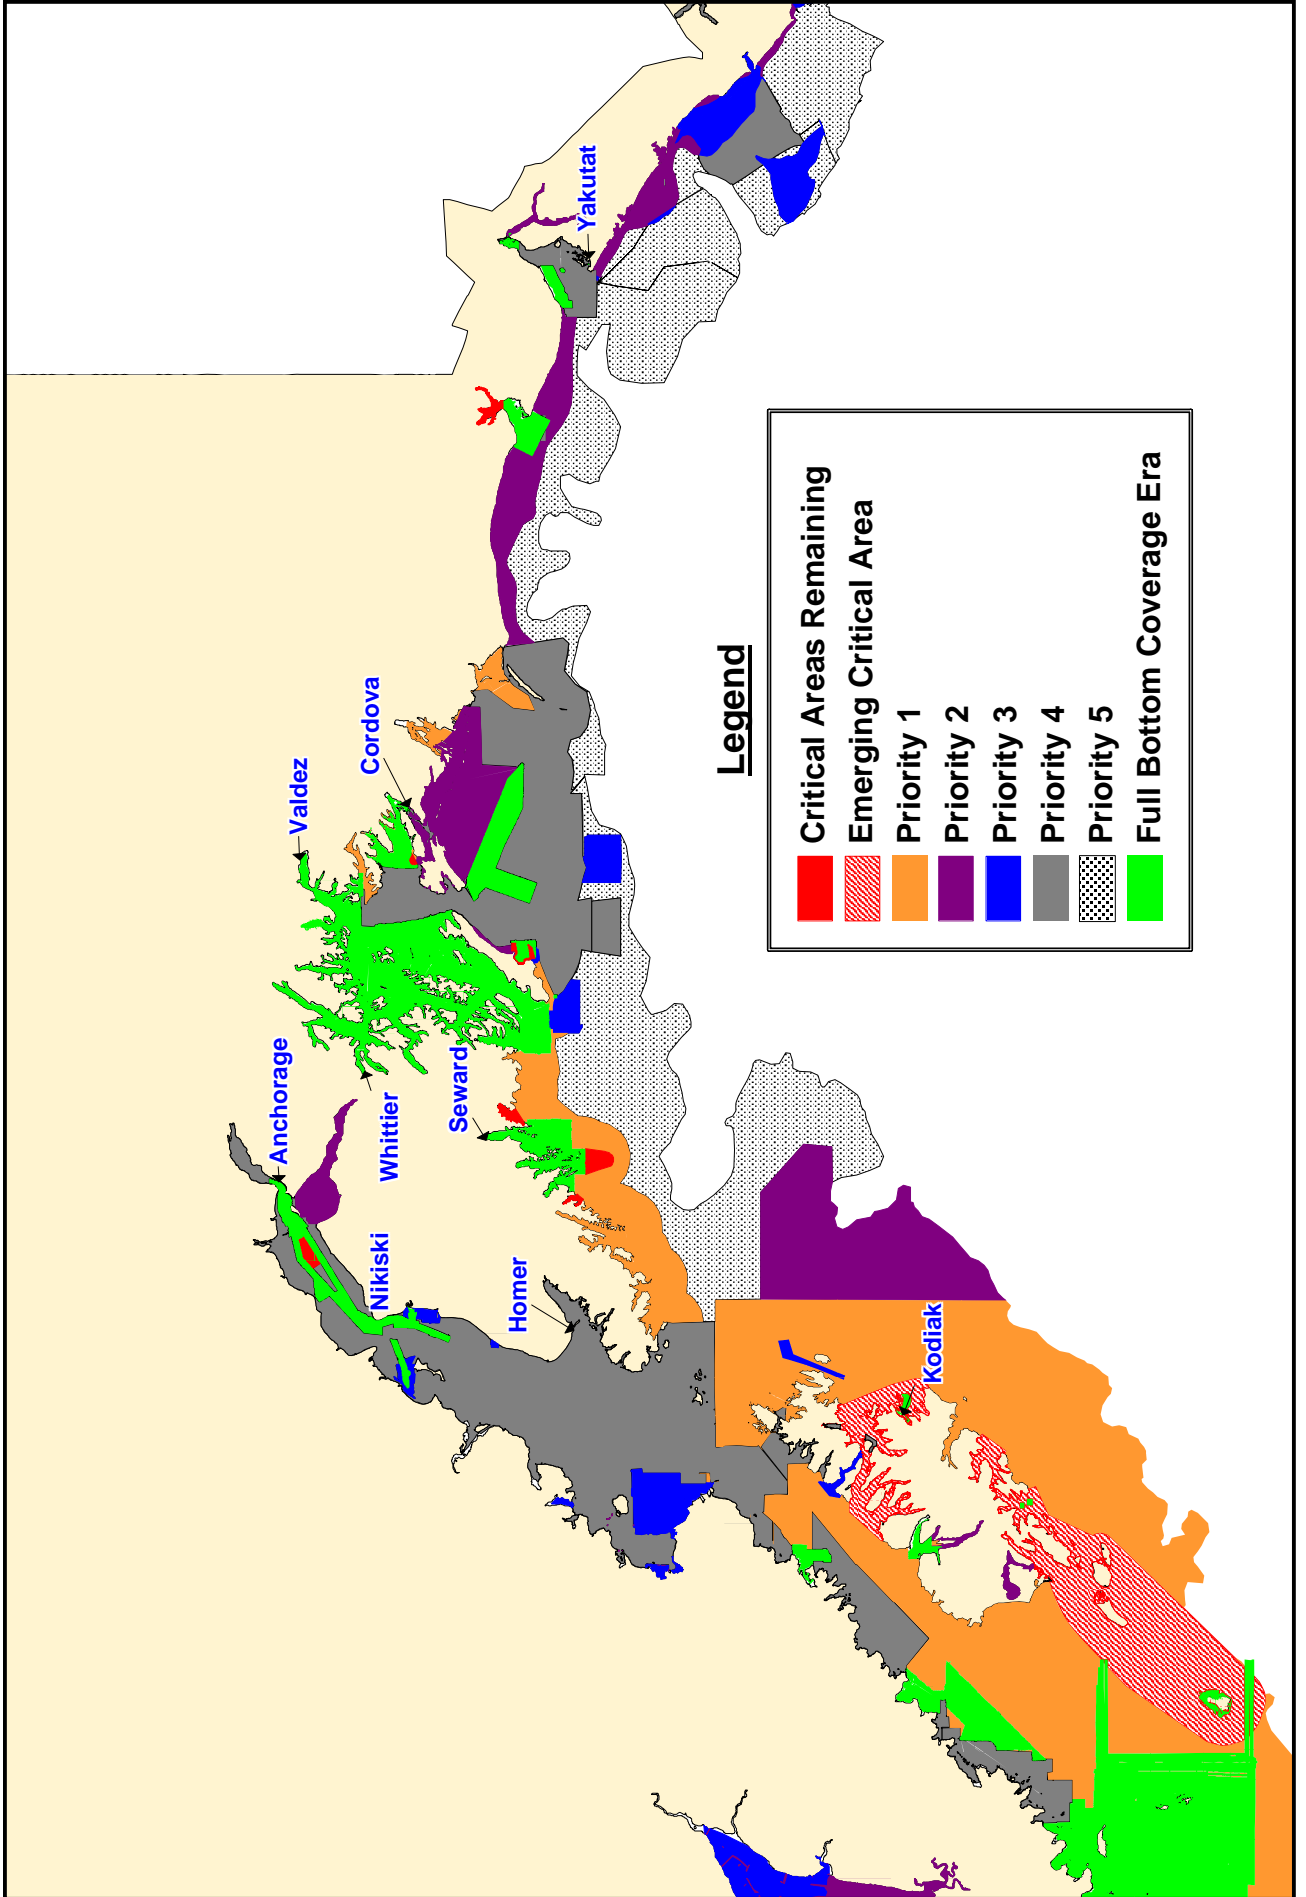 Anchorage
Valdez
Cordova
Whittier
Seward
Nikiski
Homer
Yakutat
Kodiak
Legend
Critical Areas Remaining
Emerging Critical Area
Priority 1
Priority 2
Priority 3
Priority 4
Priority 5
Full Bottom Coverage Era